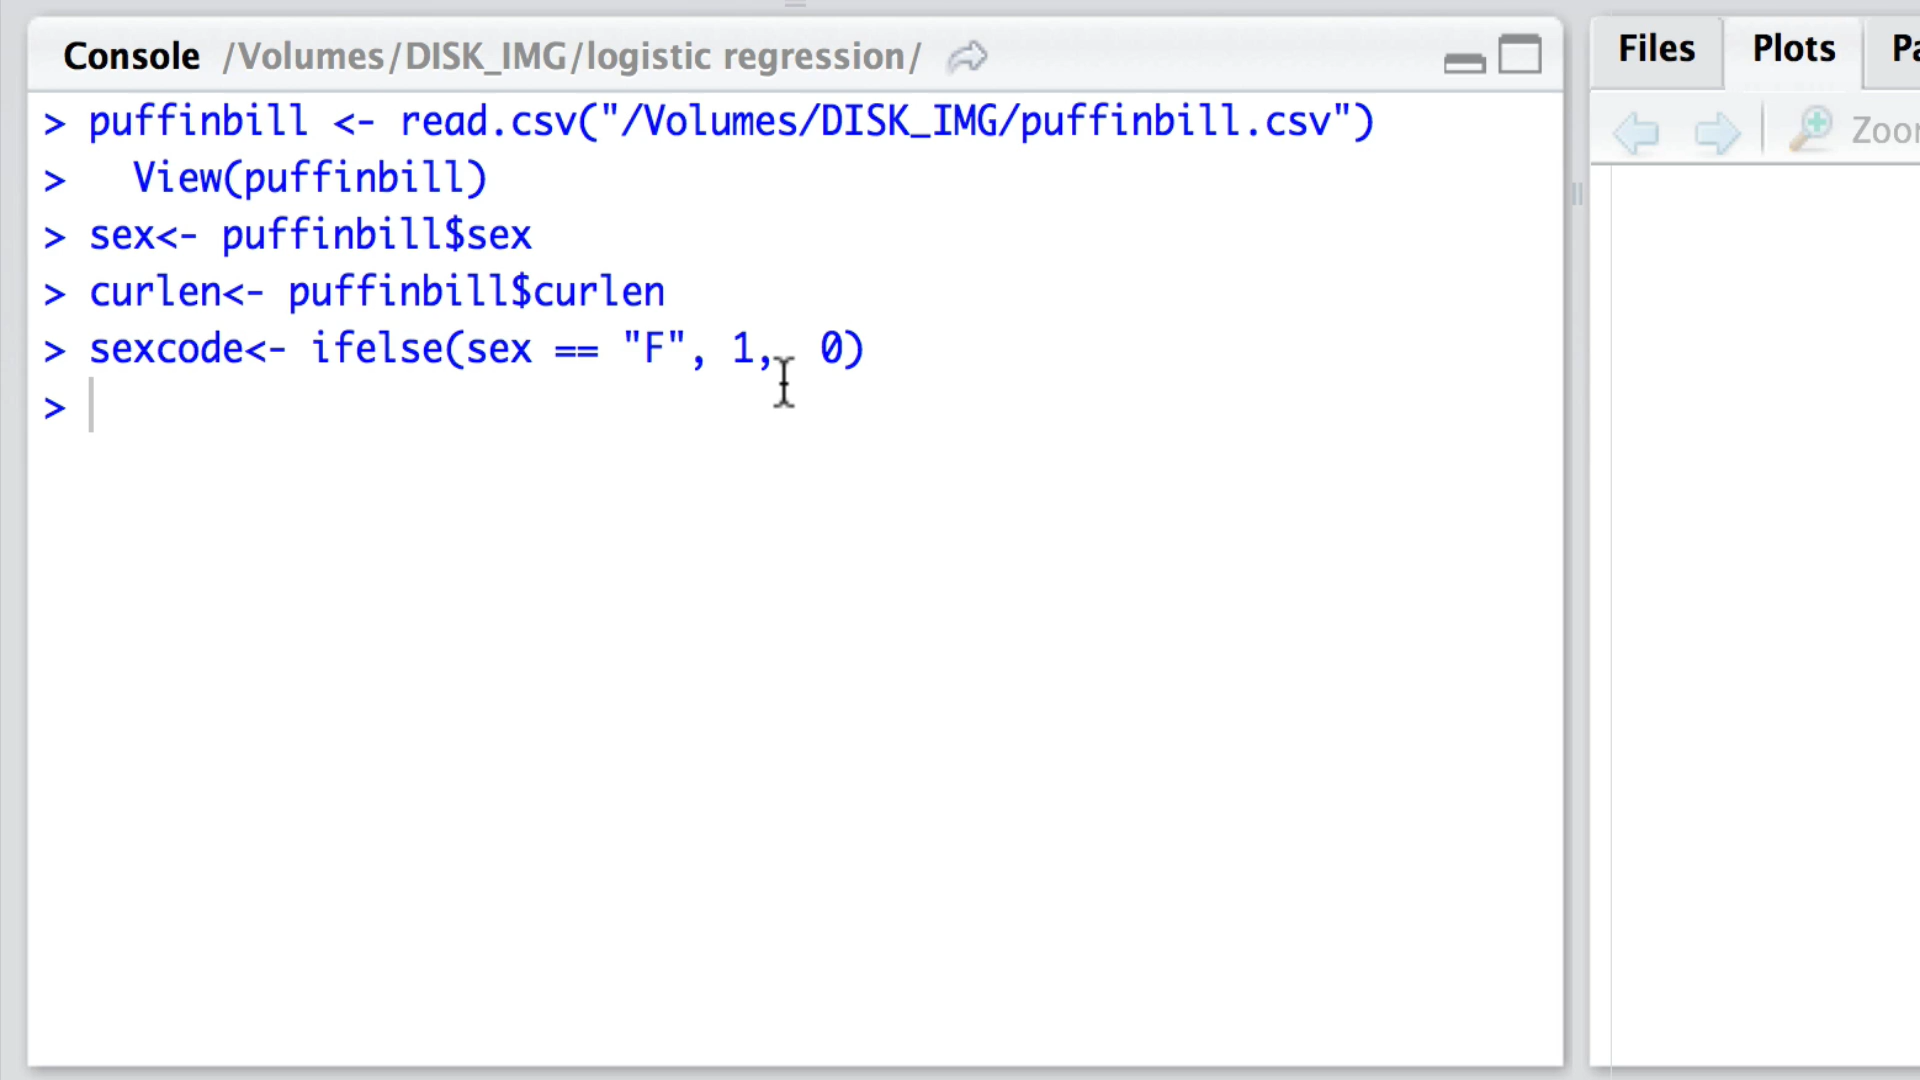 Console /Volumes/DISK_IMG/logistic regression/
Files Plots
Zoom
> puffinbill <- read.csv("/Volumes/DISK_IMG/puffinbill.csv")
>   View(puffinbill)
> sex<- puffinbill$sex
> curlen<- puffinbill$curlen
> sexcode<- ifelse(sex == "F", 1,  0)
>